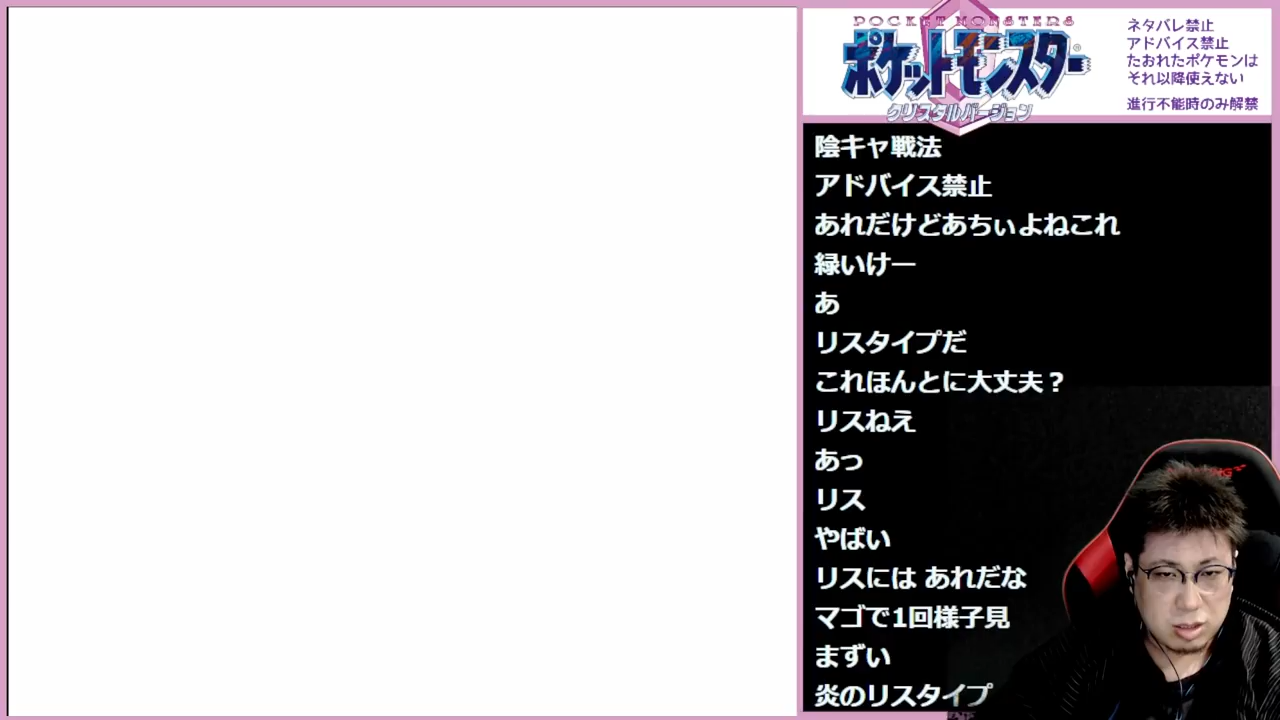 POCKET MONSTERS
ポケットモンスター
クリスタルバージョン
ネタバレ禁止
アドバイス禁止
たおれたポケモンは
それ以降使えない
進行不能時のみ解禁
陰キャ戦法
アドバイス禁止
あれだけどあちぃよねこれ
緑いけー
あ
リスタイプだ
これほんとに大丈夫？
リスねえ
あっ
リス
やばい
リスには あれだな
マゴで1回様子見
まずい
炎のリスタイプ